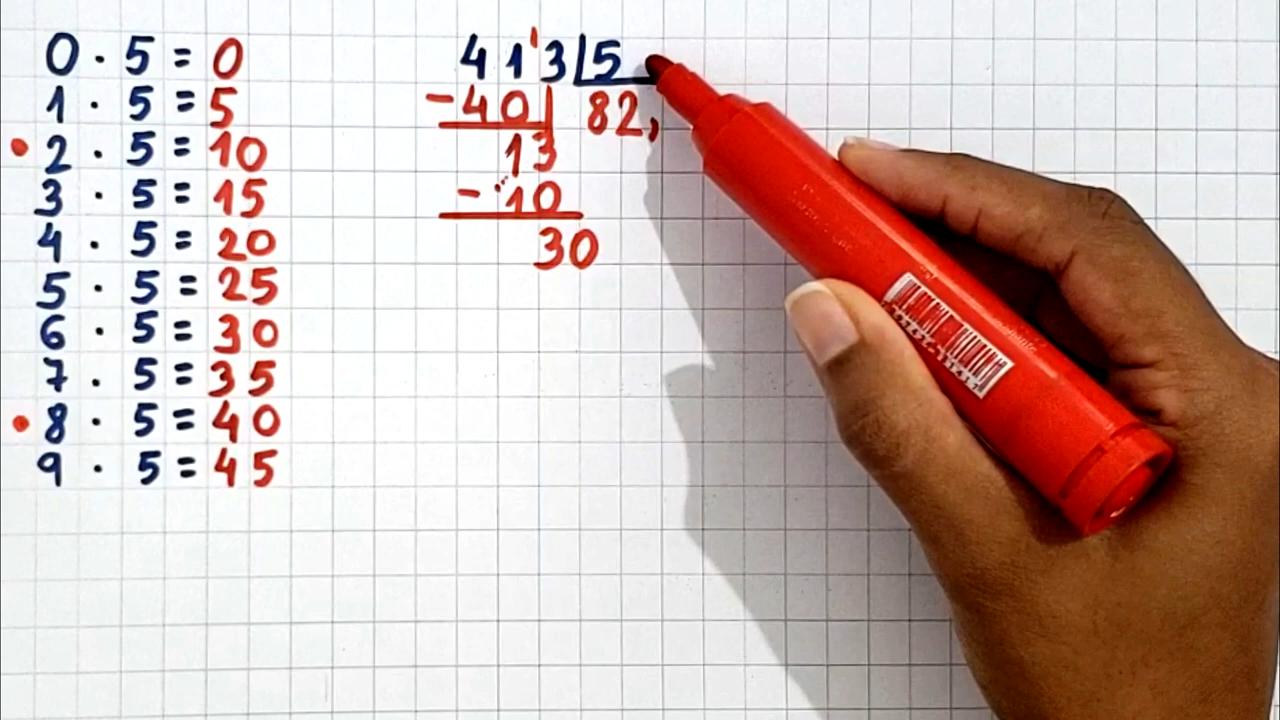 0 · 5 = 0
1 · 5 = 5
• 2 · 5 = 10
3 · 5 = 15
4 · 5 = 20
5 · 5 = 25
6 · 5 = 30
7 · 5 = 35
• 8 · 5 = 40
9 · 5 = 45
41'3 5
-40 82,
13
-10
30